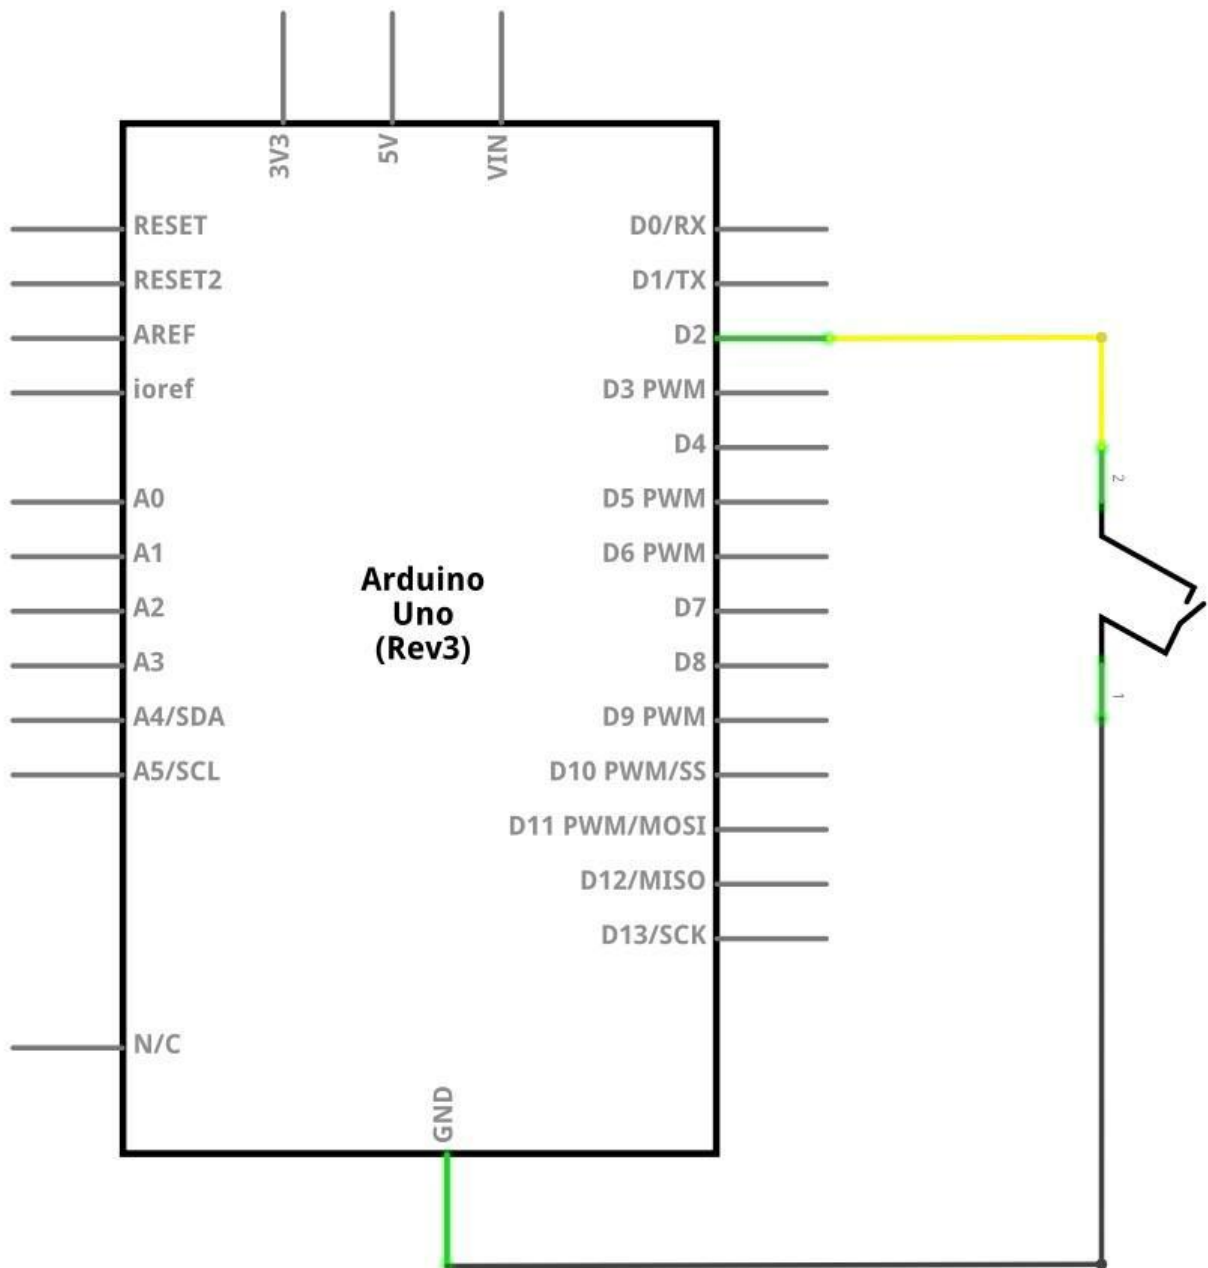 3V3
5V
VIN
RESET
RESET2
AREF
ioref
A0
A1
A2
A3
A4/SDA
A5/SCL
N/C
Arduino
Uno
(Rev3)
D0/RX
D1/TX
D2
D3 PWM
D4
D5 PWM
D6 PWM
D7
D8
D9 PWM
D10 PWM/SS
D11 PWM/MOSI
D12/MISO
D13/SCK
GND
2
1